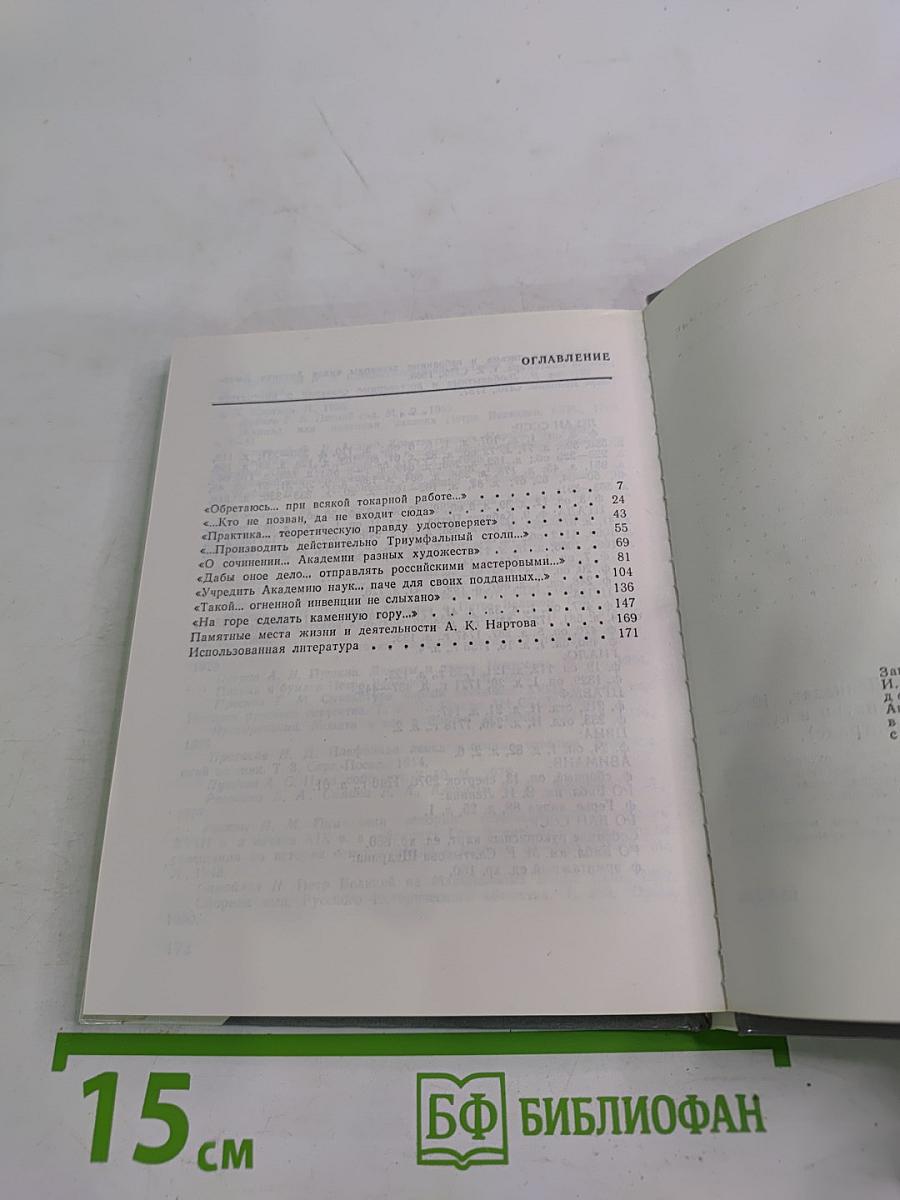 ОГЛАВЛЕНИЕ
«Обретаюсь... при всякой токарной работе...» 7
«...Кто не позван, да не входит сюда» 24
«Практика... теоретическую правду удостоверяет» 43
«...Производить действительно Триумфальный столп...» 55
«О сочинении... Академии разных художеств» 69
«Дабы оное дело... отправлять российскими мастеровыми...» 81
«Учредить Академию наук... паче для своих подданных...» 104
«Такой... огненной инвенции не слыхано» 136
«На горе сделать каменную гору...» 147
Памятные места жизни и деятельности А. К. Нартова 169
Использованная литература 171
И.
в
с
15 см
БФ БИБЛИОФАН